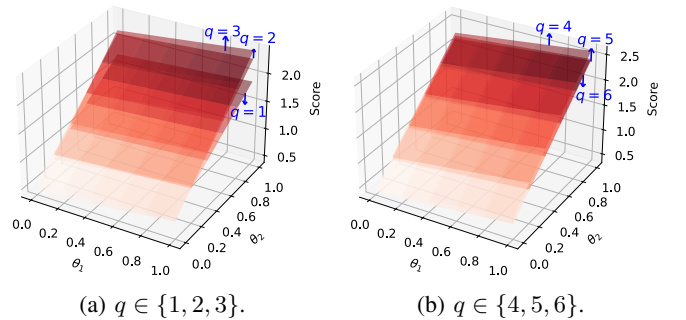 q = 3
q = 2
q = 1
2.0
1.5
1.0
0.5
Score
0.0
0.2
0.4
0.6
0.8
1.0
θ₁
0.0
0.2
0.4
0.6
0.8
1.0
θ₂
(a) q ∈ {1, 2, 3}.
q = 4
q = 5
q = 6
2.5
2.0
1.5
1.0
0.5
Score
0.0
0.2
0.4
0.6
0.8
1.0
θ₁
0.0
0.2
0.4
0.6
0.8
1.0
θ₂
(b) q ∈ {4, 5, 6}.